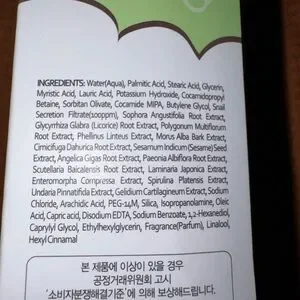 INGREDIENTS: Water(Aqua), Palmitic Acid, Stearic Acid, Glycerin,
Myristic Acid, Lauric Acid, Potassium Hydroxide, Cocamidopropyl
Betaine, Sorbitan Olivate, Cocamide MIPA, Butylene Glycol, Snail
Secretion Filtrate(100ppm), Sophora Angustifolia Root Extract,
Glycyrrhiza Glabra (Licorice) Root Extract, Polygonum Multiflorum
Root Extract, Phellinus Linteus Extract, Morus Alba Bark Extract,
Cimicifuga Dahurica Root Extract, Sesamum Indicum (Sesame) Seed
Extract, Angelica Gigas Root Extract, Paeonia Albiflora Root Extract,
Scutellaria Baicalensis Root Extract, Laminaria Japonica Extract,
Enteromorpha Compressa Extract, Spirulina Platensis Extract,
Undaria Pinnatifida Extract, Gelidium Cartilagineum Extract, Sodium
Chloride, Arachidic Acid, PEG-14M, Silica, Isopropanolamine, Oleic
Acid, Capric acid, Disodium EDTA, Sodium Benzoate, 1,2-Hexanediol,
Caprylyl Glycol, Ethylhexylglycerin, Fragrance(Parfum), Linalool,
Hexyl Cinnamal
본 제품에 이상이 있을 경우
공정거래위원회 고시
'소비자분쟁해결기준'에 의해 보상해드립니다.